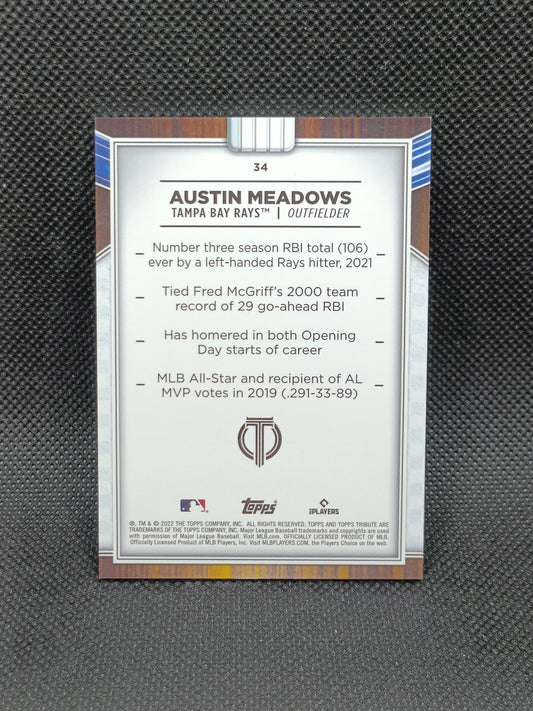 34
AUSTIN MEADOWS
TAMPA BAY RAYS™ | OUTFIELDER
Number three season RBI total (106)
ever by a left-handed Rays hitter, 2021
Tied Fred McGriff's 2000 team
record of 29 go-ahead RBI
Has homered in both Opening
Day starts of career
MLB All-Star and recipient of AL
MVP votes in 2019 (.291-33-89)
Topps
PLAYERS
®, TM & © 2022 THE TOPPS COMPANY, INC. ALL RIGHTS RESERVED. TOPPS AND TOPPS TRIBUTE ARE
TRADEMARKS OF THE TOPPS COMPANY, INC. Major League Baseball trademarks and copyrights are used
with permission of Major League Baseball. Visit MLB.com. OFFICIALLY LICENSED PRODUCT OF MLB
Officially Licensed Product of MLB Players, Inc. Visit MLBPLAYERS.COM, the Players Choice on the web.